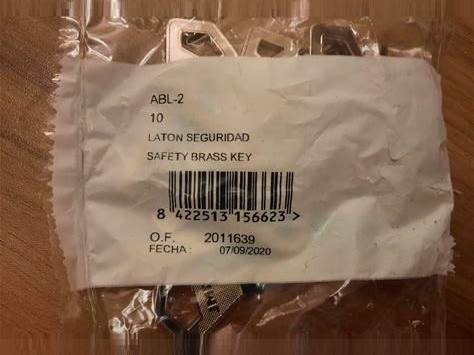 ABL-2
10
LATON SEGURIDAD
SAFETY BRASS KEY
8 422513 156623 >
O.F. 2011639
FECHA : 07/09/2020